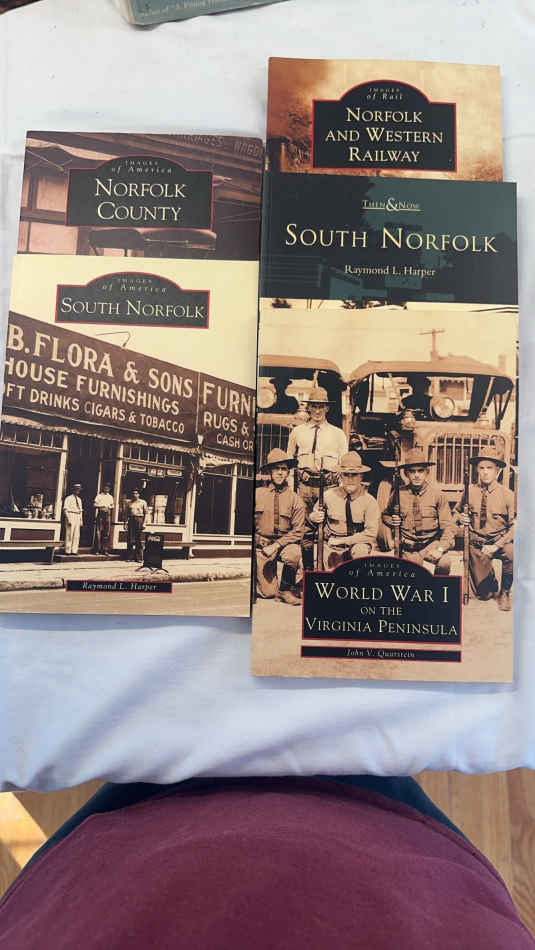 IMAGES
of Rail
NORFOLK
AND WESTERN
RAILWAY
IMAGES
of America
NORFOLK
COUNTY
THEN & NOW
SOUTH NORFOLK
Raymond L. Harper
IMAGES
of America
SOUTH NORFOLK
B. FLORA & SONS
HOUSE FURNISHINGS
OFT DRINKS CIGARS & TOBACCO
FURNI
RUGS &
CASH OR
Raymond L. Harper
IMAGES
of America
WORLD WAR I
ON THE
VIRGINIA PENINSULA
John V. Quarstein